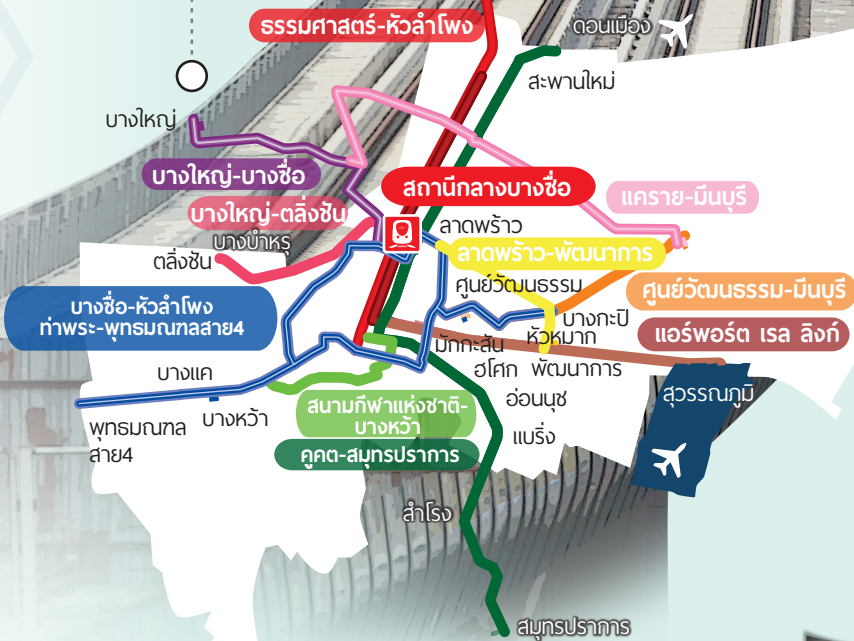 ธรรมศาสตร์-หัวลำโพง
ดอนเมือง
สะพานใหม่
บางใหญ่
บางใหญ่-บางซื่อ
สถานีกลางบางซื่อ
แคราย-มีนบุรี
บางใหญ่-ตลิ่งชัน
ลาดพร้าว
บางบำหรุ
ลาดพร้าว-พัฒนาการ
ตลิ่งชัน
ศูนย์วัฒนธรรม
ศูนย์วัฒนธรรม-มีนบุรี
บางซื่อ-หัวลำโพง
ท่าพระ-พุทธมณฑลสาย4
บางกะปิ
หัวหมาก
แอร์พอร์ต เรล ลิงก์
มักกะสัน
อโศก
พัฒนาการ
บางแค
สุวรรณภูมิ
อ่อนนุช
สนามกีฬาแห่งชาติ-
บางหว้า
บางหว้า
พุทธมณฑล
สาย4
แบริ่ง
คูคต-สมุทรปราการ
สำโรง
สมุทรปราการ